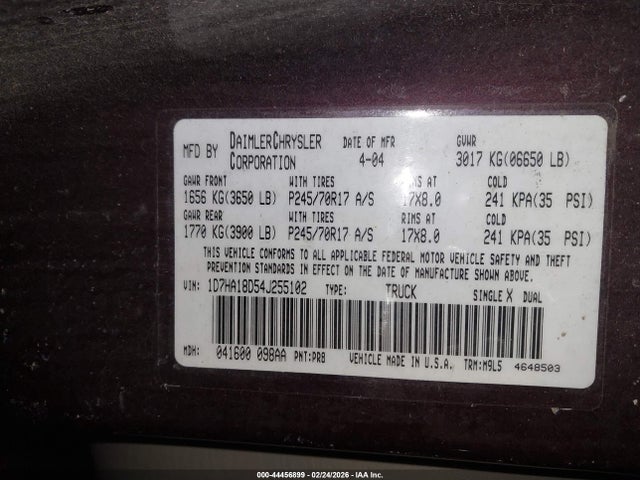 MFD BY DAIMLERCHRYSLER CORPORATION DATE OF MFR 4-04 GVWR 3017 KG(06650 LB)
GAWR FRONT WITH TIRES RIMS AT COLD
1656 KG(3650 LB) P245/70R17 A/S 17X8.0 241 KPA(35 PSI)
GAWR REAR WITH TIRES RIMS AT COLD
1770 KG(3900 LB) P245/70R17 A/S 17X8.0 241 KPA(35 PSI)
THIS VEHICLE CONFORMS TO ALL APPLICABLE FEDERAL MOTOR VEHICLE SAFETY AND THEFT
PREVENTION STANDARDS IN EFFECT ON THE DATE OF MANUFACTURE SHOWN ABOVE.
VIN: 1D7HA18D54J255102 TYPE: TRUCK SINGLE X DUAL
MDH: 041600 098AA PNT:PR8 VEHICLE MADE IN U.S.A. TRM:M9L5 4648503
000-44456899 - 02/24/2026 - IAA Inc.